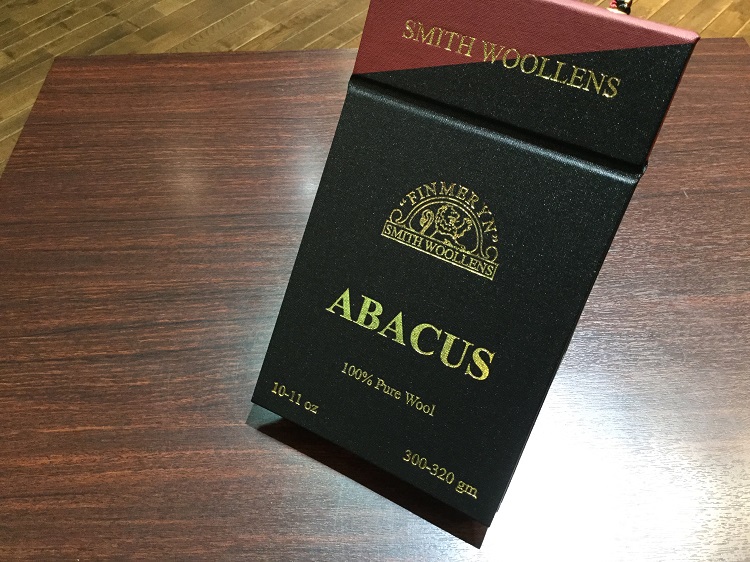 SMITH WOOLLENS
"FINMERYN"
SMITH WOOLLENS
ABACUS
100% Pure Wool
10-11 oz
300-320 gm